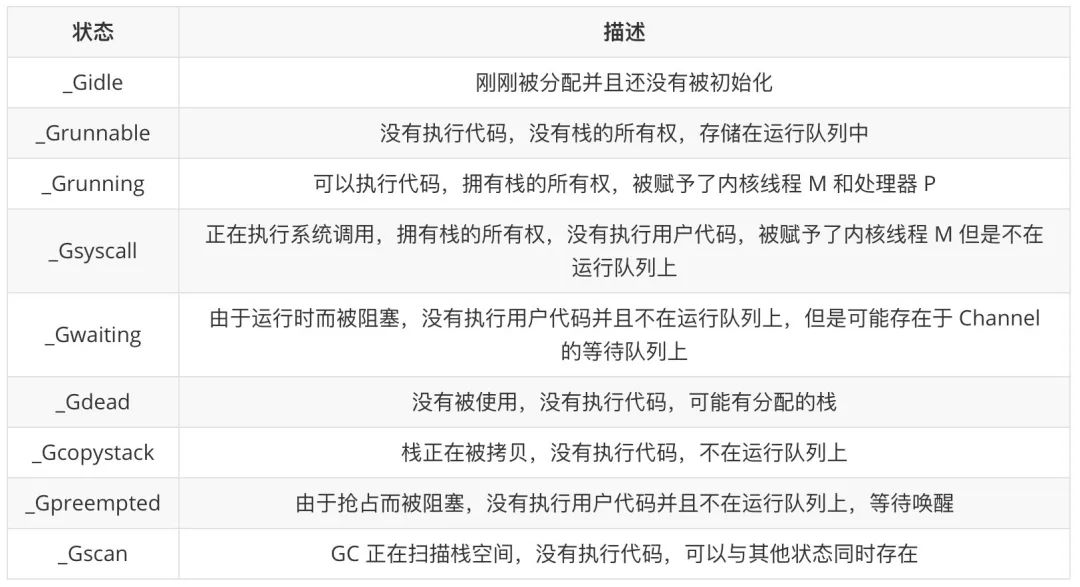 状态 描述
_Gidle 刚刚被分配并且还没有被初始化
_Grunnable 没有执行代码，没有栈的所有权，存储在运行队列中
_Grunning 可以执行代码，拥有栈的所有权，被赋予了内核线程 M 和处理器 P
_Gsyscall 正在执行系统调用，拥有栈的所有权，没有执行用户代码，被赋予了内核线程 M 但是不在
运行队列上
_Gwaiting 由于运行时而被阻塞，没有执行用户代码并且不在运行队列上，但是可能存在于 Channel
的等待队列上
_Gdead 没有被使用，没有执行代码，可能有分配的栈
_Gcopystack 栈正在被拷贝，没有执行代码，不在运行队列上
_Gpreempted 由于抢占而被阻塞，没有执行用户代码并且不在运行队列上，等待唤醒
_Gscan GC 正在扫描栈空间，没有执行代码，可以与其他状态同时存在